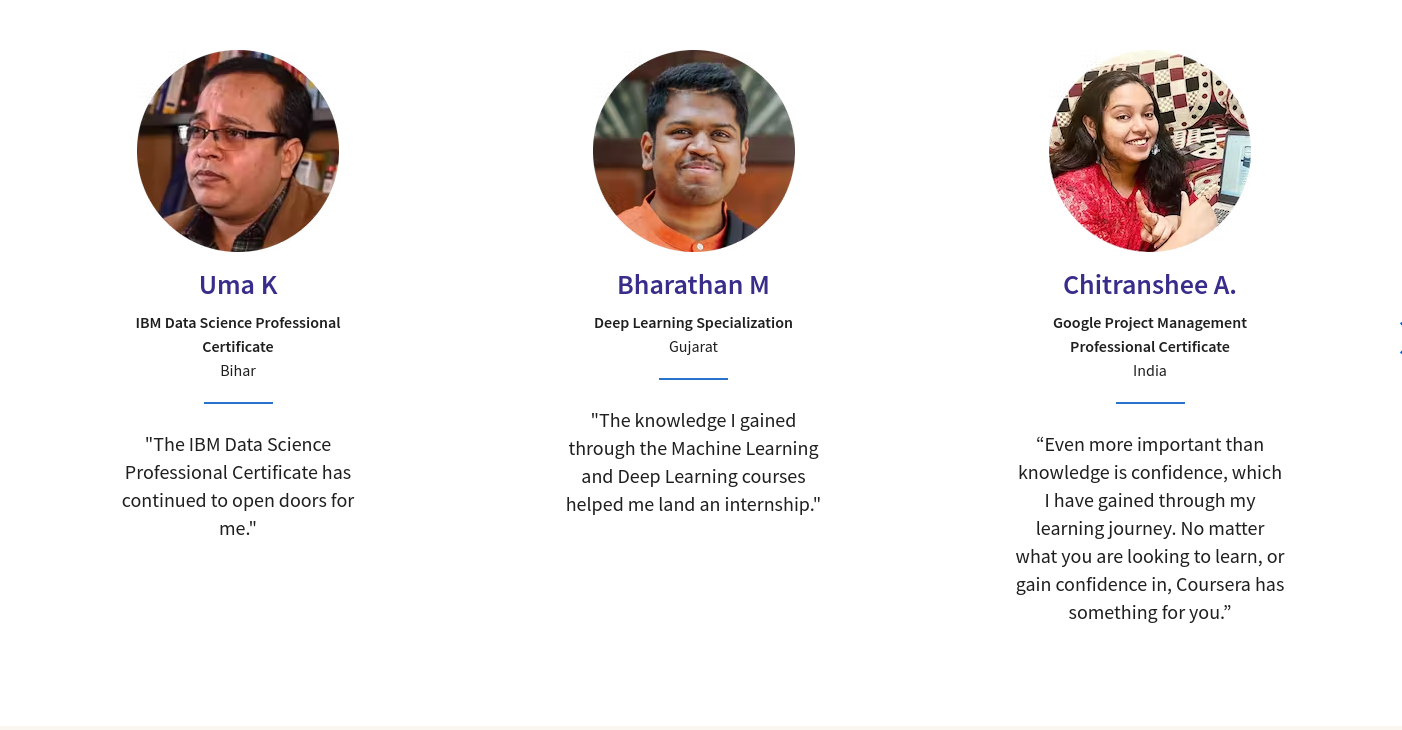 Uma K
IBM Data Science Professional
Certificate
Bihar
"The IBM Data Science
Professional Certificate has
continued to open doors for
me."
Bharathan M
Deep Learning Specialization
Gujarat
"The knowledge I gained
through the Machine Learning
and Deep Learning courses
helped me land an internship."
Chitranshee A.
Google Project Management
Professional Certificate
India
“Even more important than
knowledge is confidence, which
I have gained through my
learning journey. No matter
what you are looking to learn, or
gain confidence in, Coursera has
something for you.”